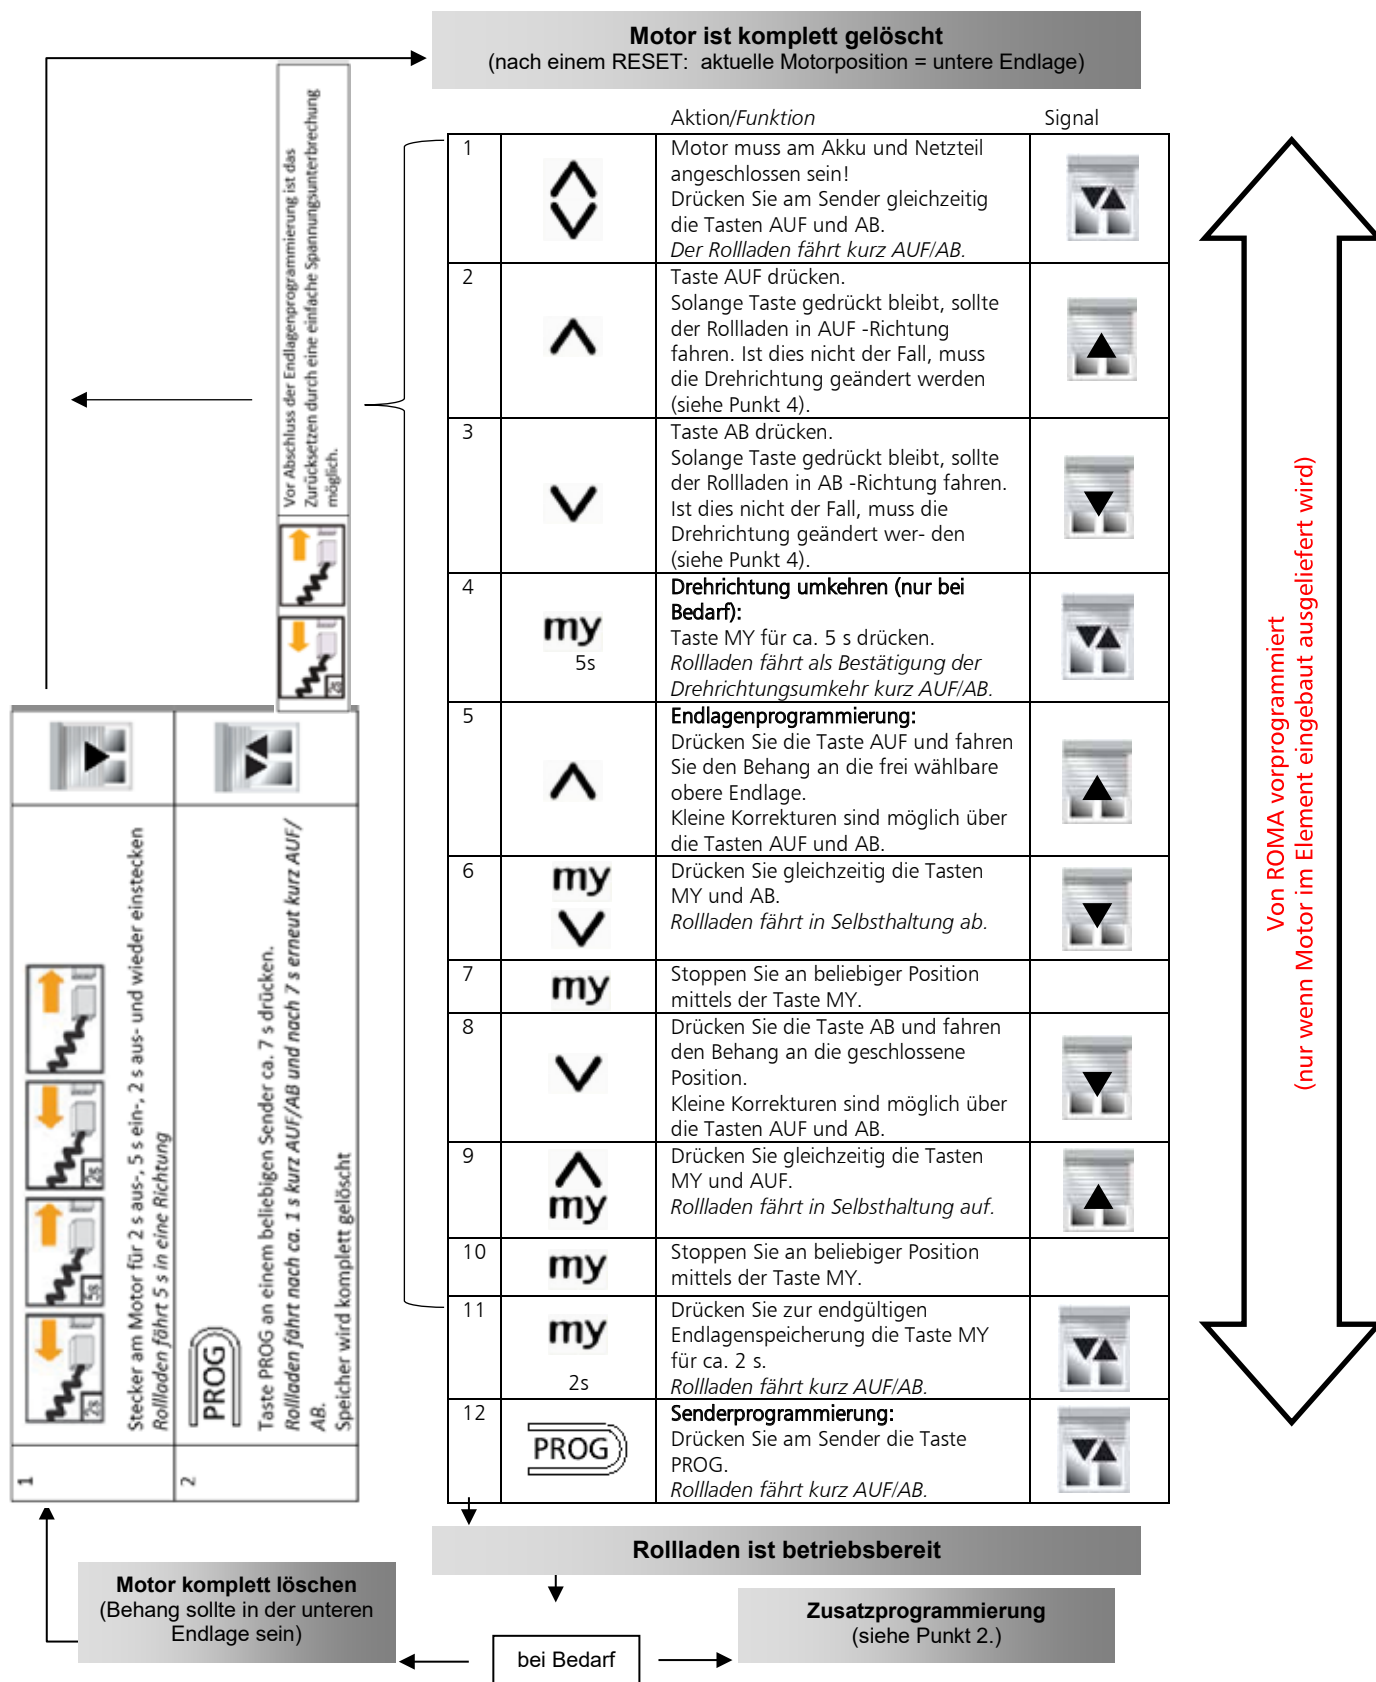 Motor ist komplett gelöscht
(nach einem RESET: aktuelle Motorposition = untere Endlage)
Aktion/Funktion
Signal
1
Motor muss am Akku und Netzteil
angeschlossen sein!
Drücken Sie am Sender gleichzeitig
die Tasten AUF und AB.
Der Rollladen fährt kurz AUF/AB.
2
Taste AUF drücken.
Solange Taste gedrückt bleibt, sollte
der Rollladen in AUF -Richtung
fahren. Ist dies nicht der Fall, muss
die Drehrichtung geändert werden
(siehe Punkt 4).
3
Taste AB drücken.
Solange Taste gedrückt bleibt, sollte
der Rollladen in AB -Richtung fahren.
Ist dies nicht der Fall, muss die
Drehrichtung geändert wer- den
(siehe Punkt 4).
4
my
5s
Drehrichtung umkehren (nur bei
Bedarf):
Taste MY für ca. 5 s drücken.
Rollladen fährt als Bestätigung der
Drehrichtungsumkehr kurz AUF/AB.
5
Endlagenprogrammierung:
Drücken Sie die Taste AUF und fahren
Sie den Behang an die frei wählbare
obere Endlage.
Kleine Korrekturen sind möglich über
die Tasten AUF und AB.
6
my
Drücken Sie gleichzeitig die Tasten
MY und AB.
Rollladen fährt in Selbsthaltung ab.
7
my
Stoppen Sie an beliebiger Position
mittels der Taste MY.
8
Drücken Sie die Taste AB und fahren
den Behang an die geschlossene
Position.
Kleine Korrekturen sind möglich über
die Tasten AUF und AB.
9
my
Drücken Sie gleichzeitig die Tasten
MY und AUF.
Rollladen fährt in Selbsthaltung auf.
10
my
Stoppen Sie an beliebiger Position
mittels der Taste MY.
11
my
2s
Drücken Sie zur endgültigen
Endlagenspeicherung die Taste MY
für ca. 2 s.
Rollladen fährt kurz AUF/AB.
12
PROG
Senderprogrammierung:
Drücken Sie am Sender die Taste
PROG.
Rollladen fährt kurz AUF/AB.
Von ROMA vorprogrammiert
(nur wenn Motor im Element eingebaut ausgeliefert wird)
2s
Vor Abschluss der Endlagenprogrammierung ist das
Zurücksetzen durch eine einfache Spannungsunterbrechung
möglich.
1
2s
5s
2s
Stecker am Motor für 2 s aus-, 5 s ein-, 2 s aus- und wieder einstecken
Rollladen fährt 5 s in eine Richtung
2
PROG
Taste PROG an einem beliebigen Sender ca. 7 s drücken.
Rollladen fährt nach ca. 1 s kurz AUF/AB und nach 7 s erneut kurz AUF/
AB.
Speicher wird komplett gelöscht
Rollladen ist betriebsbereit
Motor komplett löschen
(Behang sollte in der unteren
Endlage sein)
bei Bedarf
Zusatzprogrammierung
(siehe Punkt 2.)